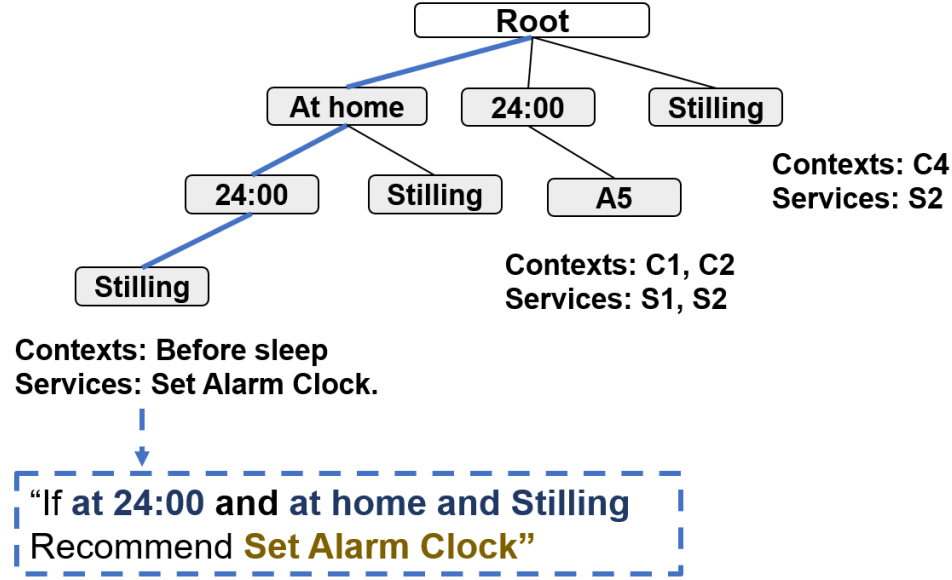 Root
At home
24:00
Stilling
24:00
Stilling
A5
Contexts: C4
Services: S2
Stilling
Contexts: C1, C2
Services: S1, S2
Contexts: Before sleep
Services: Set Alarm Clock.
“If at 24:00 and at home and Stilling
Recommend Set Alarm Clock”